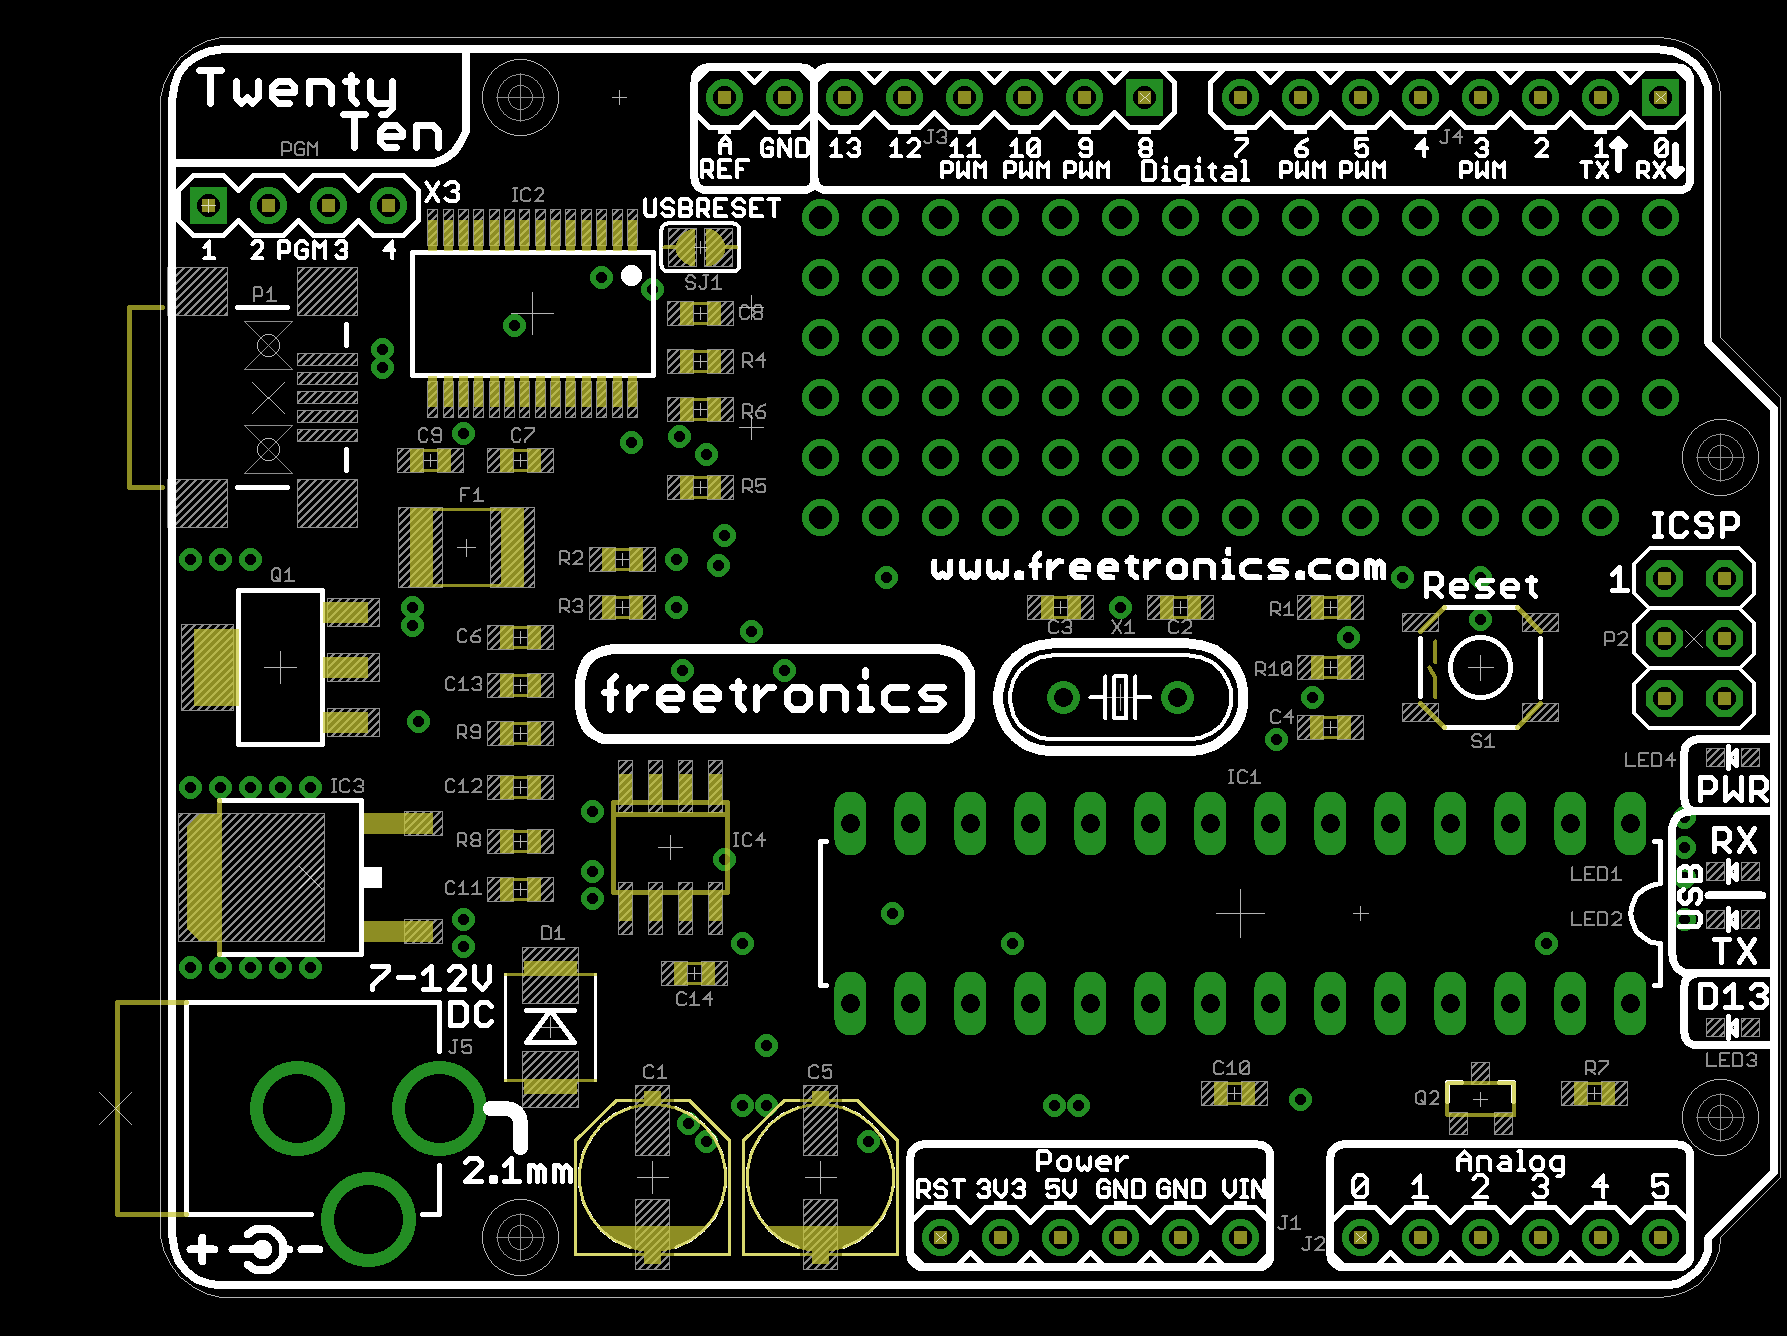 Twenty
Ten
PGM
X3
1 2 PGM 3 4
IC2
USBRESET
SJ1
A
REF
GND
13 12 11 10 9 8
J3
PWM PWM PWM
Digital
7 6 5 4 3 2 1 0
J4
PWM PWM PWM TX RX
P1
C8
R4
R6
R5
C9 C7
F1
Q1
R2
R3
C6
C13
R9
C12
R8
C11
IC3
www.freetronics.com
C3 X1 C2
R1
R10
C4
Reset
S1
ICSP
1
P2
freetronics
IC4
IC1
LED4
PWR
RX
LED1
USB
LED2
TX
D13
LED3
7-12V
DC
J5
D1
C14
2.1mm
C1
C5
C10
Q2
R7
Power
RST 3V3 5V GND GND VIN
J1
Analog
0 1 2 3 4 5
J2
+ -